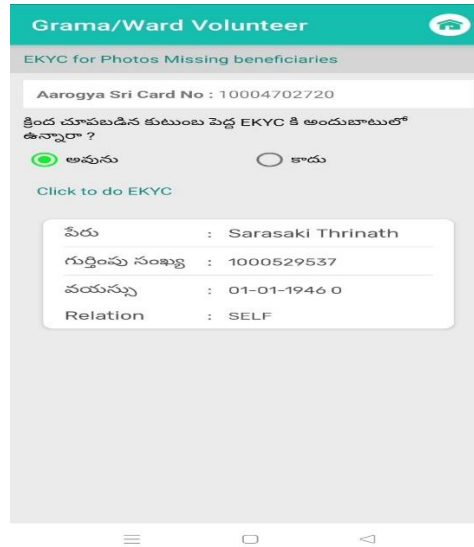 Grama/Ward Volunteer
EKYC for Photos Missing beneficiaries
Aarogya Sri Card No : 10004702720
క్రింద చూపబడిన కుటుంబ పెద్ద EKYC కి అందుబాటులో
ఉన్నారా ?
అవును కాదు
Click to do EKYC
పేరు : Sarasaki Thrinath
గుర్తింపు సంఖ్య : 1000529537
వయస్సు : 01-01-1946 0
Relation : SELF